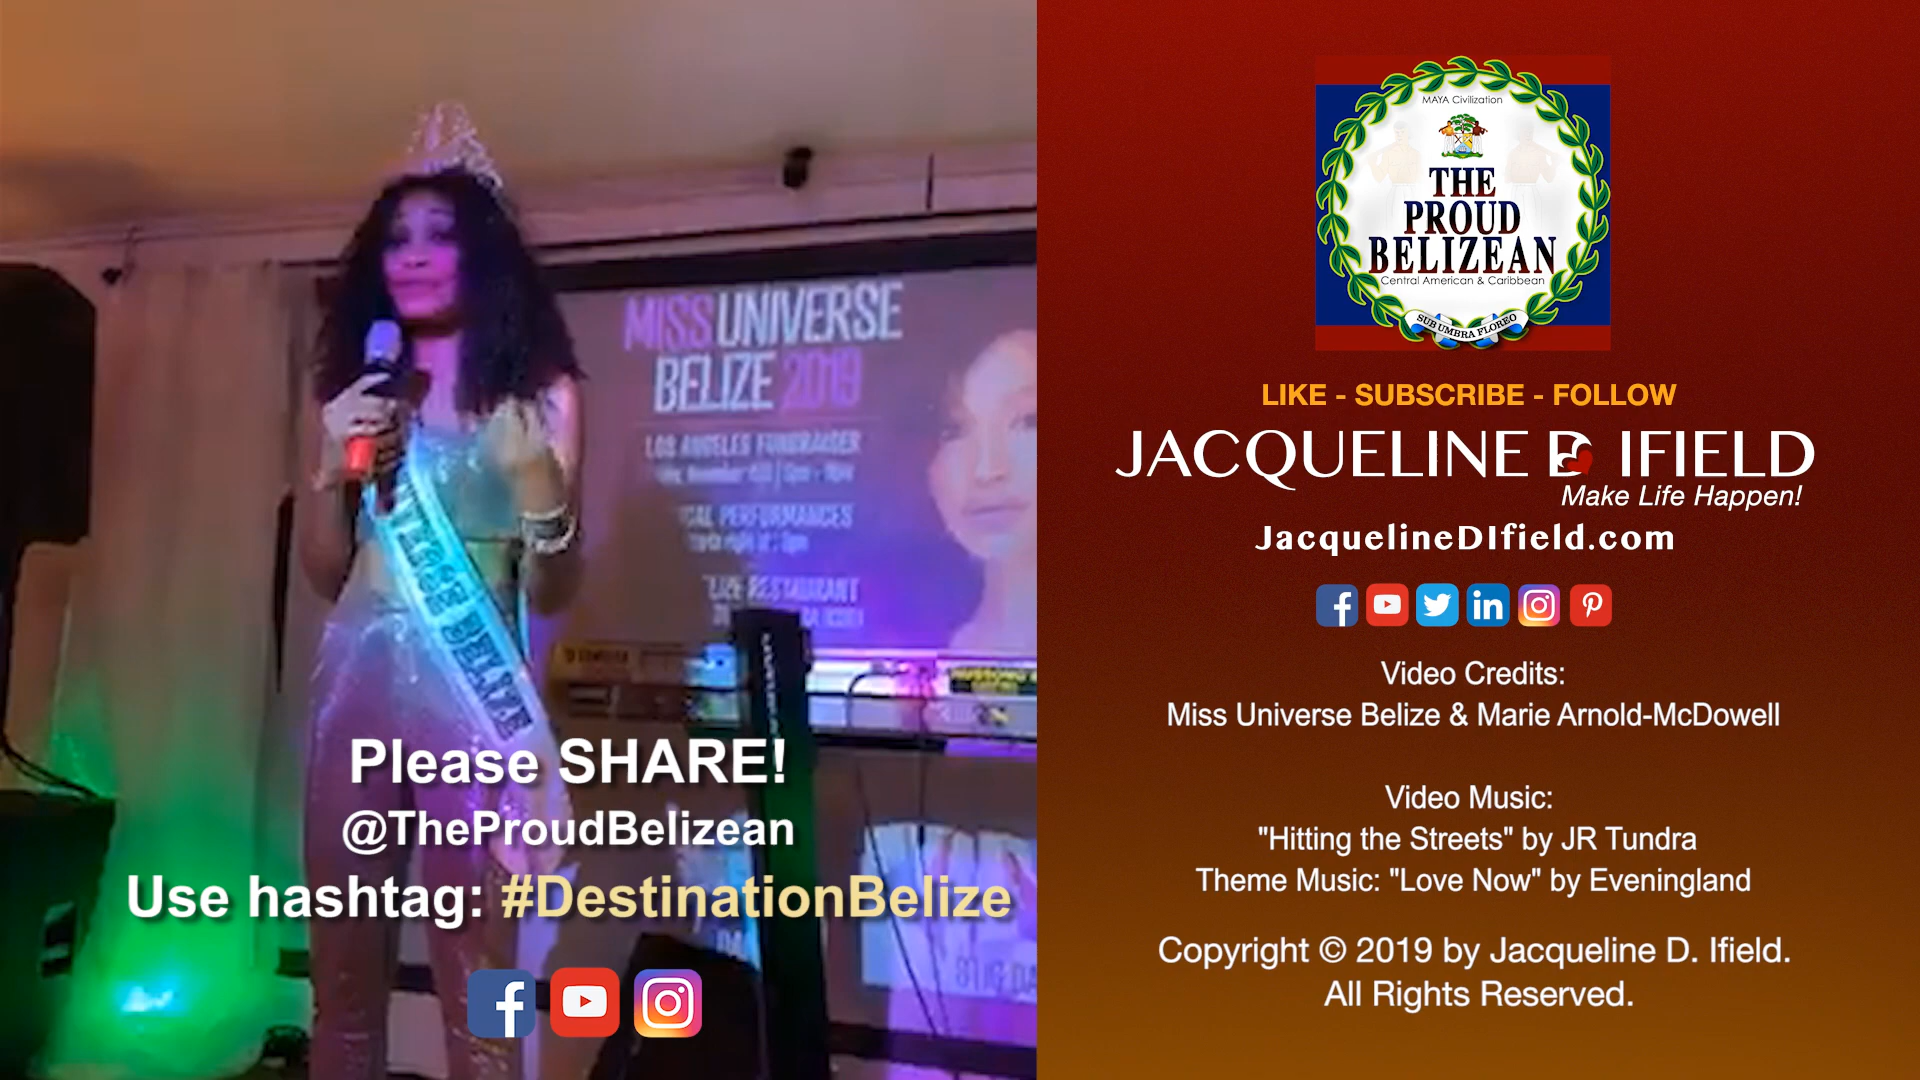 MISS UNIVERSE
BELIZE 2019
LOS ANGELES FUNDRAISER
PERFORMANCES
RESTAURANT
BELIZE
Please SHARE!
@TheProudBelizean
Use hashtag: #DestinationBelize
MAYA Civilization
THE
PROUD
BELIZEAN
Central American & Caribbean
SUB UMBRA FLOREO
LIKE - SUBSCRIBE - FOLLOW
JACQUELINE D IFIELD
Make Life Happen!
JacquelineDIfield.com
Video Credits:
Miss Universe Belize & Marie Arnold-McDowell
Video Music:
"Hitting the Streets" by JR Tundra
Theme Music: "Love Now" by Eveningland
Copyright © 2019 by Jacqueline D. Ifield.
All Rights Reserved.